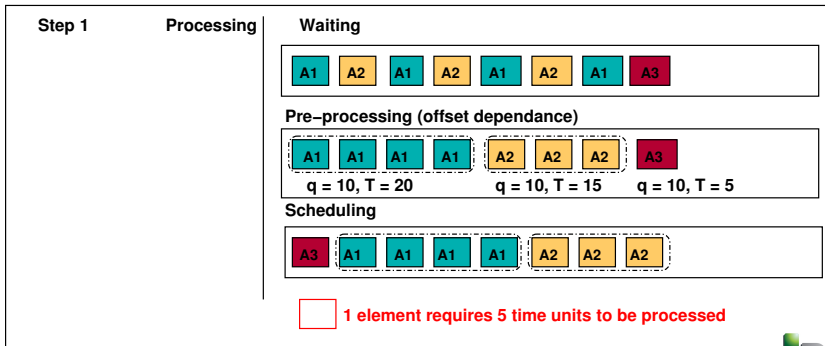 Step 1 Processing Waiting
A1 A2 A1 A2 A1 A2 A1 A3
Pre-processing (offset dependance)
A1 A1 A1 A1 A2 A2 A2 A3
q = 10, T = 20 q = 10, T = 15 q = 10, T = 5
Scheduling
A3 A1 A1 A1 A1 A2 A2 A2
1 element requires 5 time units to be processed